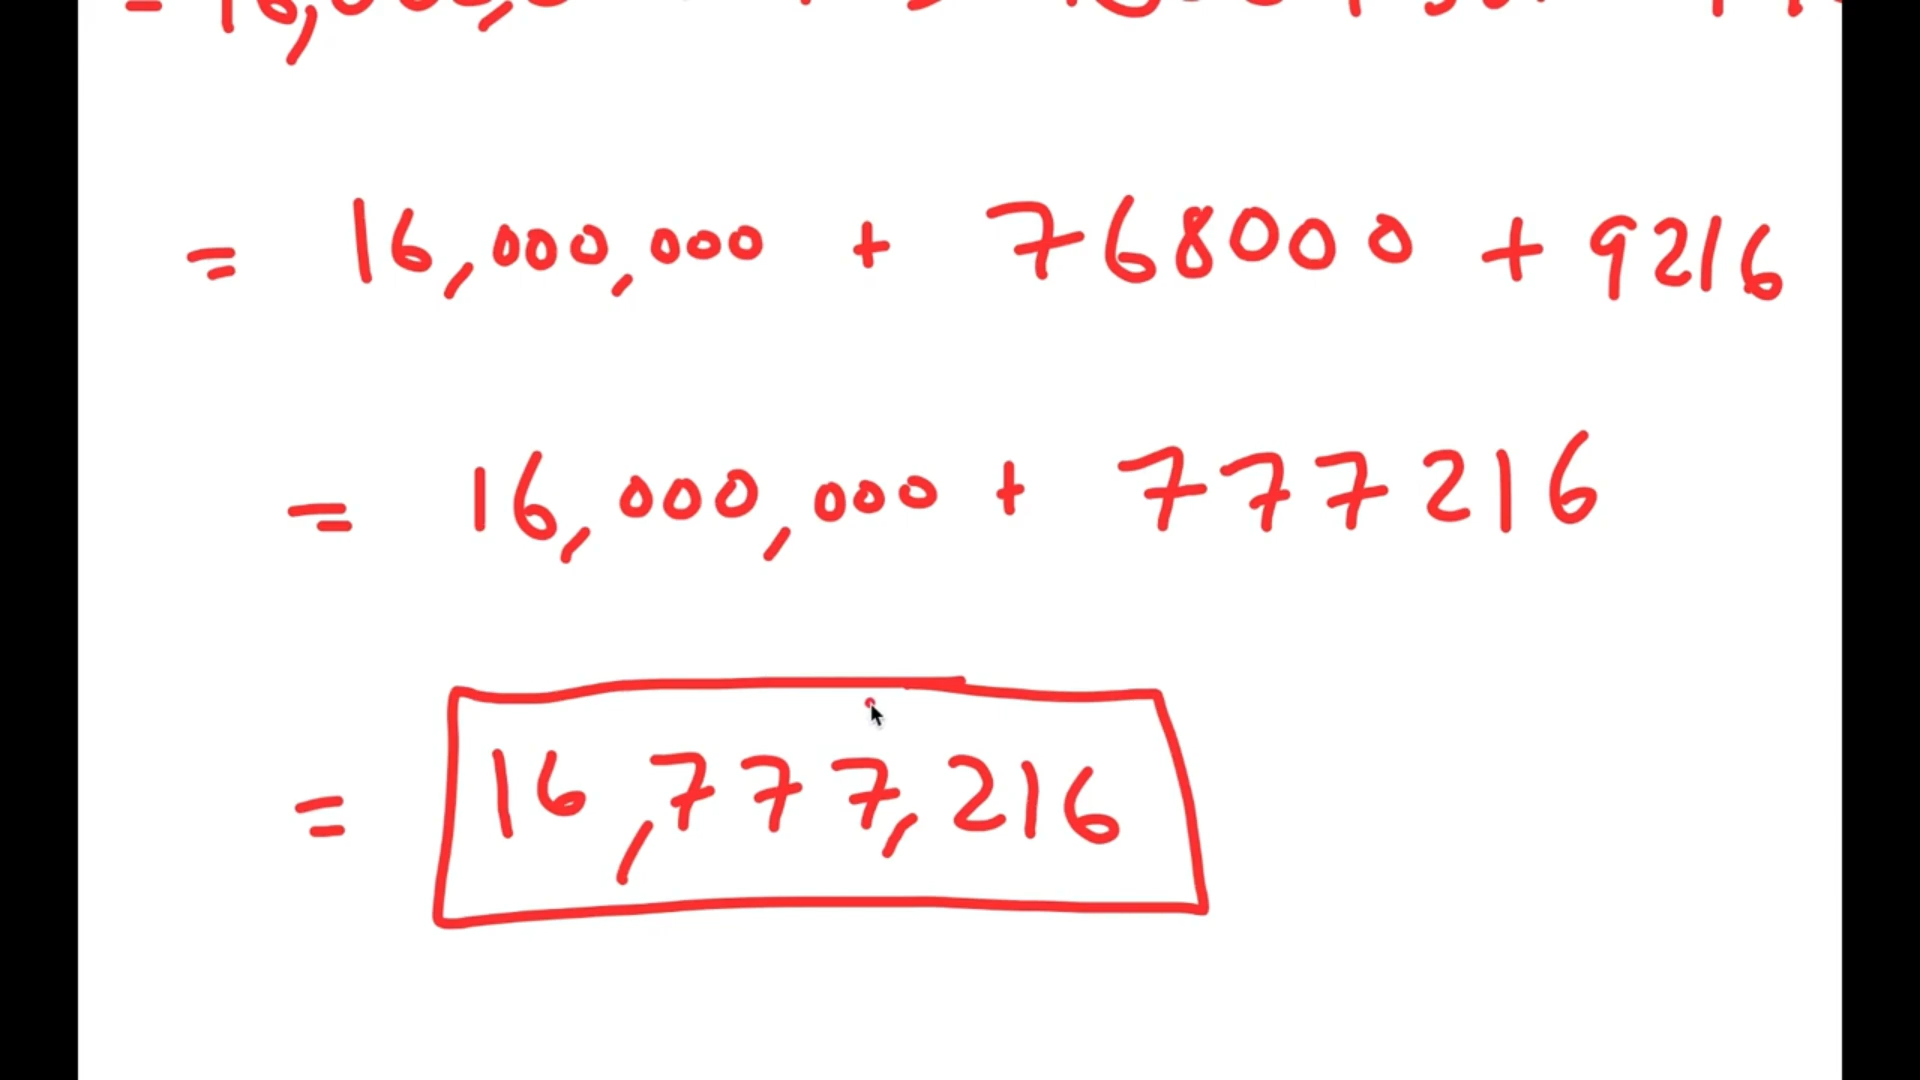 = 16,000,000 + 768000 + 9216
= 16,000,000 + 777216
= 16,777,216